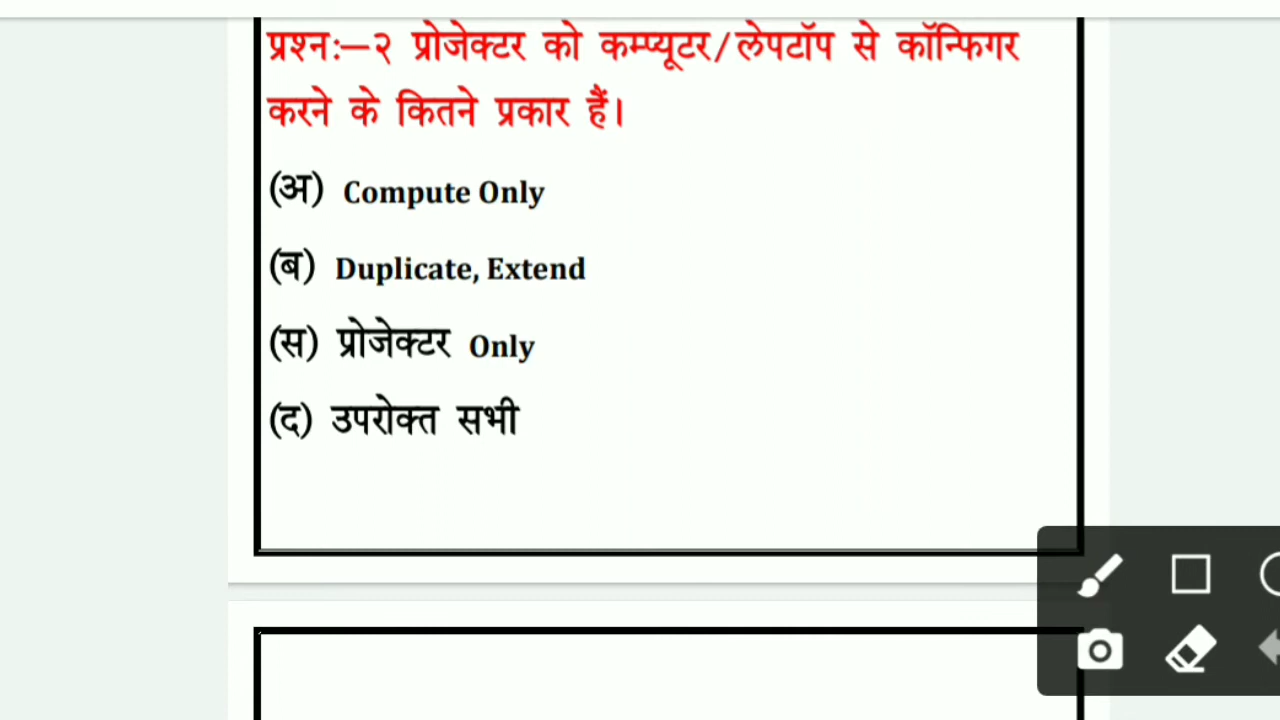 प्रश्न:–२ प्रोजेक्टर को कम्प्यूटर/लेपटॉप से कॉन्फिगर
करने के कितने प्रकार हैं।
(अ) Compute Only
(ब) Duplicate, Extend
(स) प्रोजेक्टर Only
(द) उपरोक्त सभी